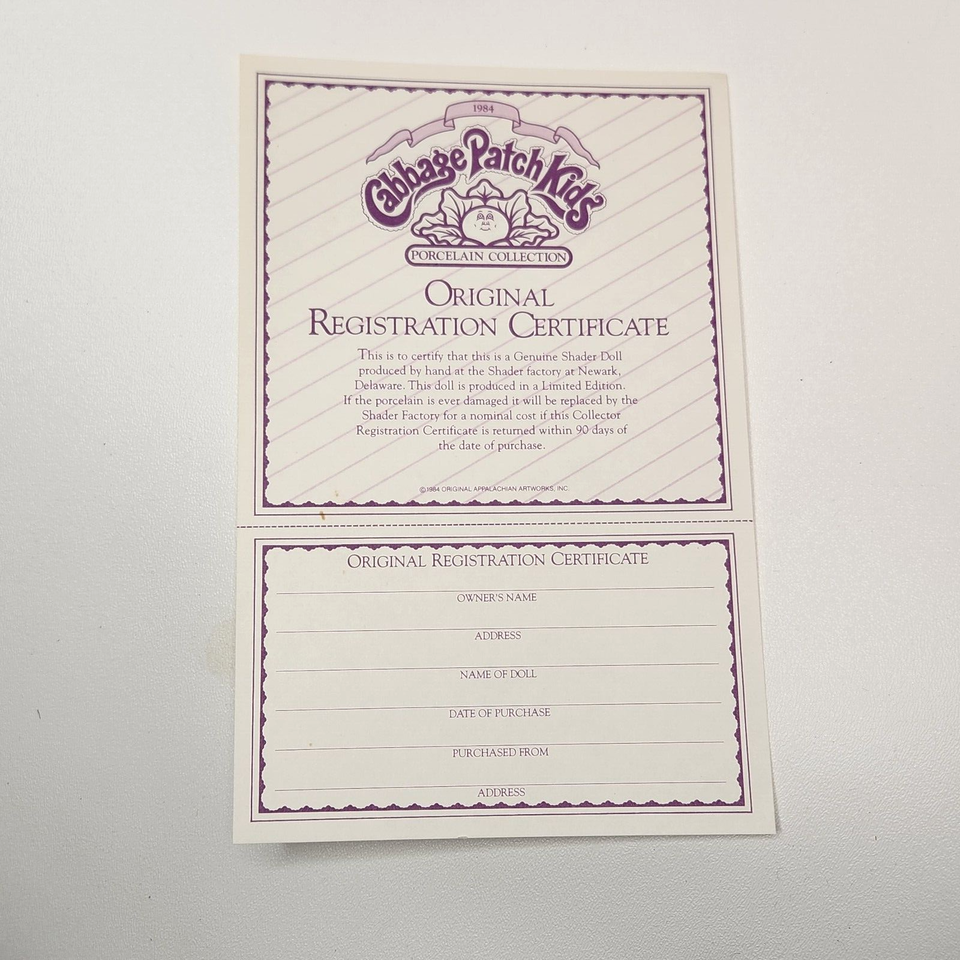 1984
Cabbage Patch Kids
PORCELAIN COLLECTION
ORIGINAL
REGISTRATION CERTIFICATE
This is to certify that this is a Genuine Shader Doll
produced by hand at the Shader factory at Newark,
Delaware. This doll is produced in a Limited Edition.
If the porcelain is ever damaged it will be replaced by the
Shader Factory for a nominal cost if this Collector
Registration Certificate is returned within 90 days of
the date of purchase.
©1984 ORIGINAL APPALACHIAN ARTWORKS, INC.
ORIGINAL REGISTRATION CERTIFICATE
OWNER'S NAME
ADDRESS
NAME OF DOLL
DATE OF PURCHASE
PURCHASED FROM
ADDRESS